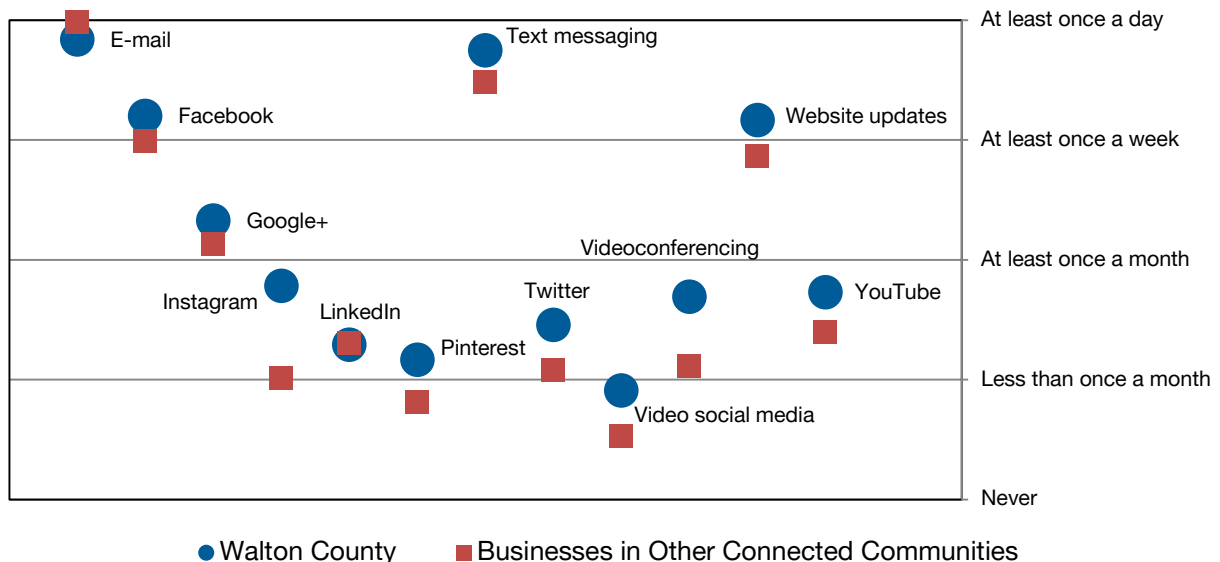 At least once a day
Text messaging
E-mail
Facebook
Website updates
At least once a week
Google+
Videoconferencing
At least once a month
Instagram
Twitter
YouTube
LinkedIn
Pinterest
Less than once a month
Video social media
Never
Walton County
Businesses in Other Connected Communities